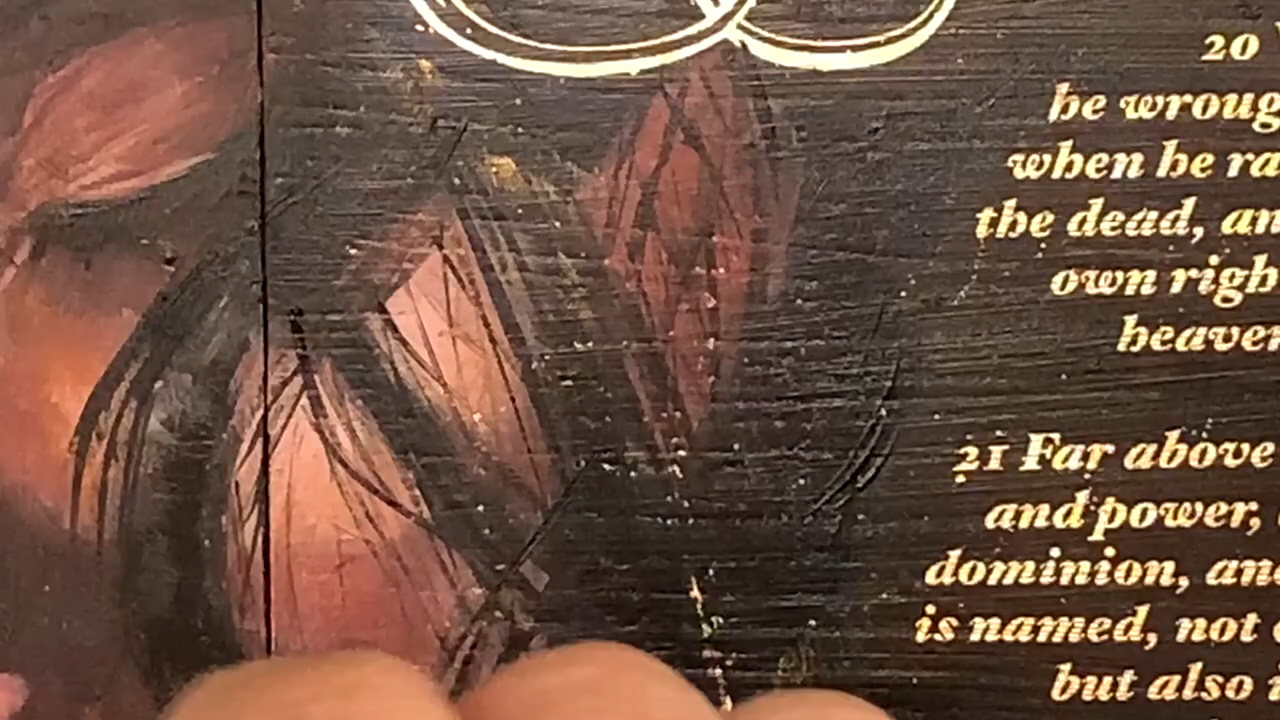 20
he wroug
when he ra
the dead, an
own righ
heaven
21 Far above
and power,
dominion, and
is named, not
but also i